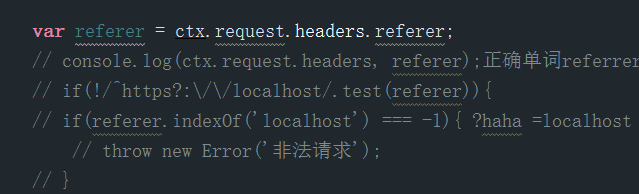 var referer = ctx.request.headers.referer;
// console.log(ctx.request.headers, referer);正确单词referrer
// if(!/^https?:\/\/localhost/.test(referer)){
// if(referer.indexOf('localhost') === -1){ ?haha =localhost
// throw new Error('非法请求');
// }